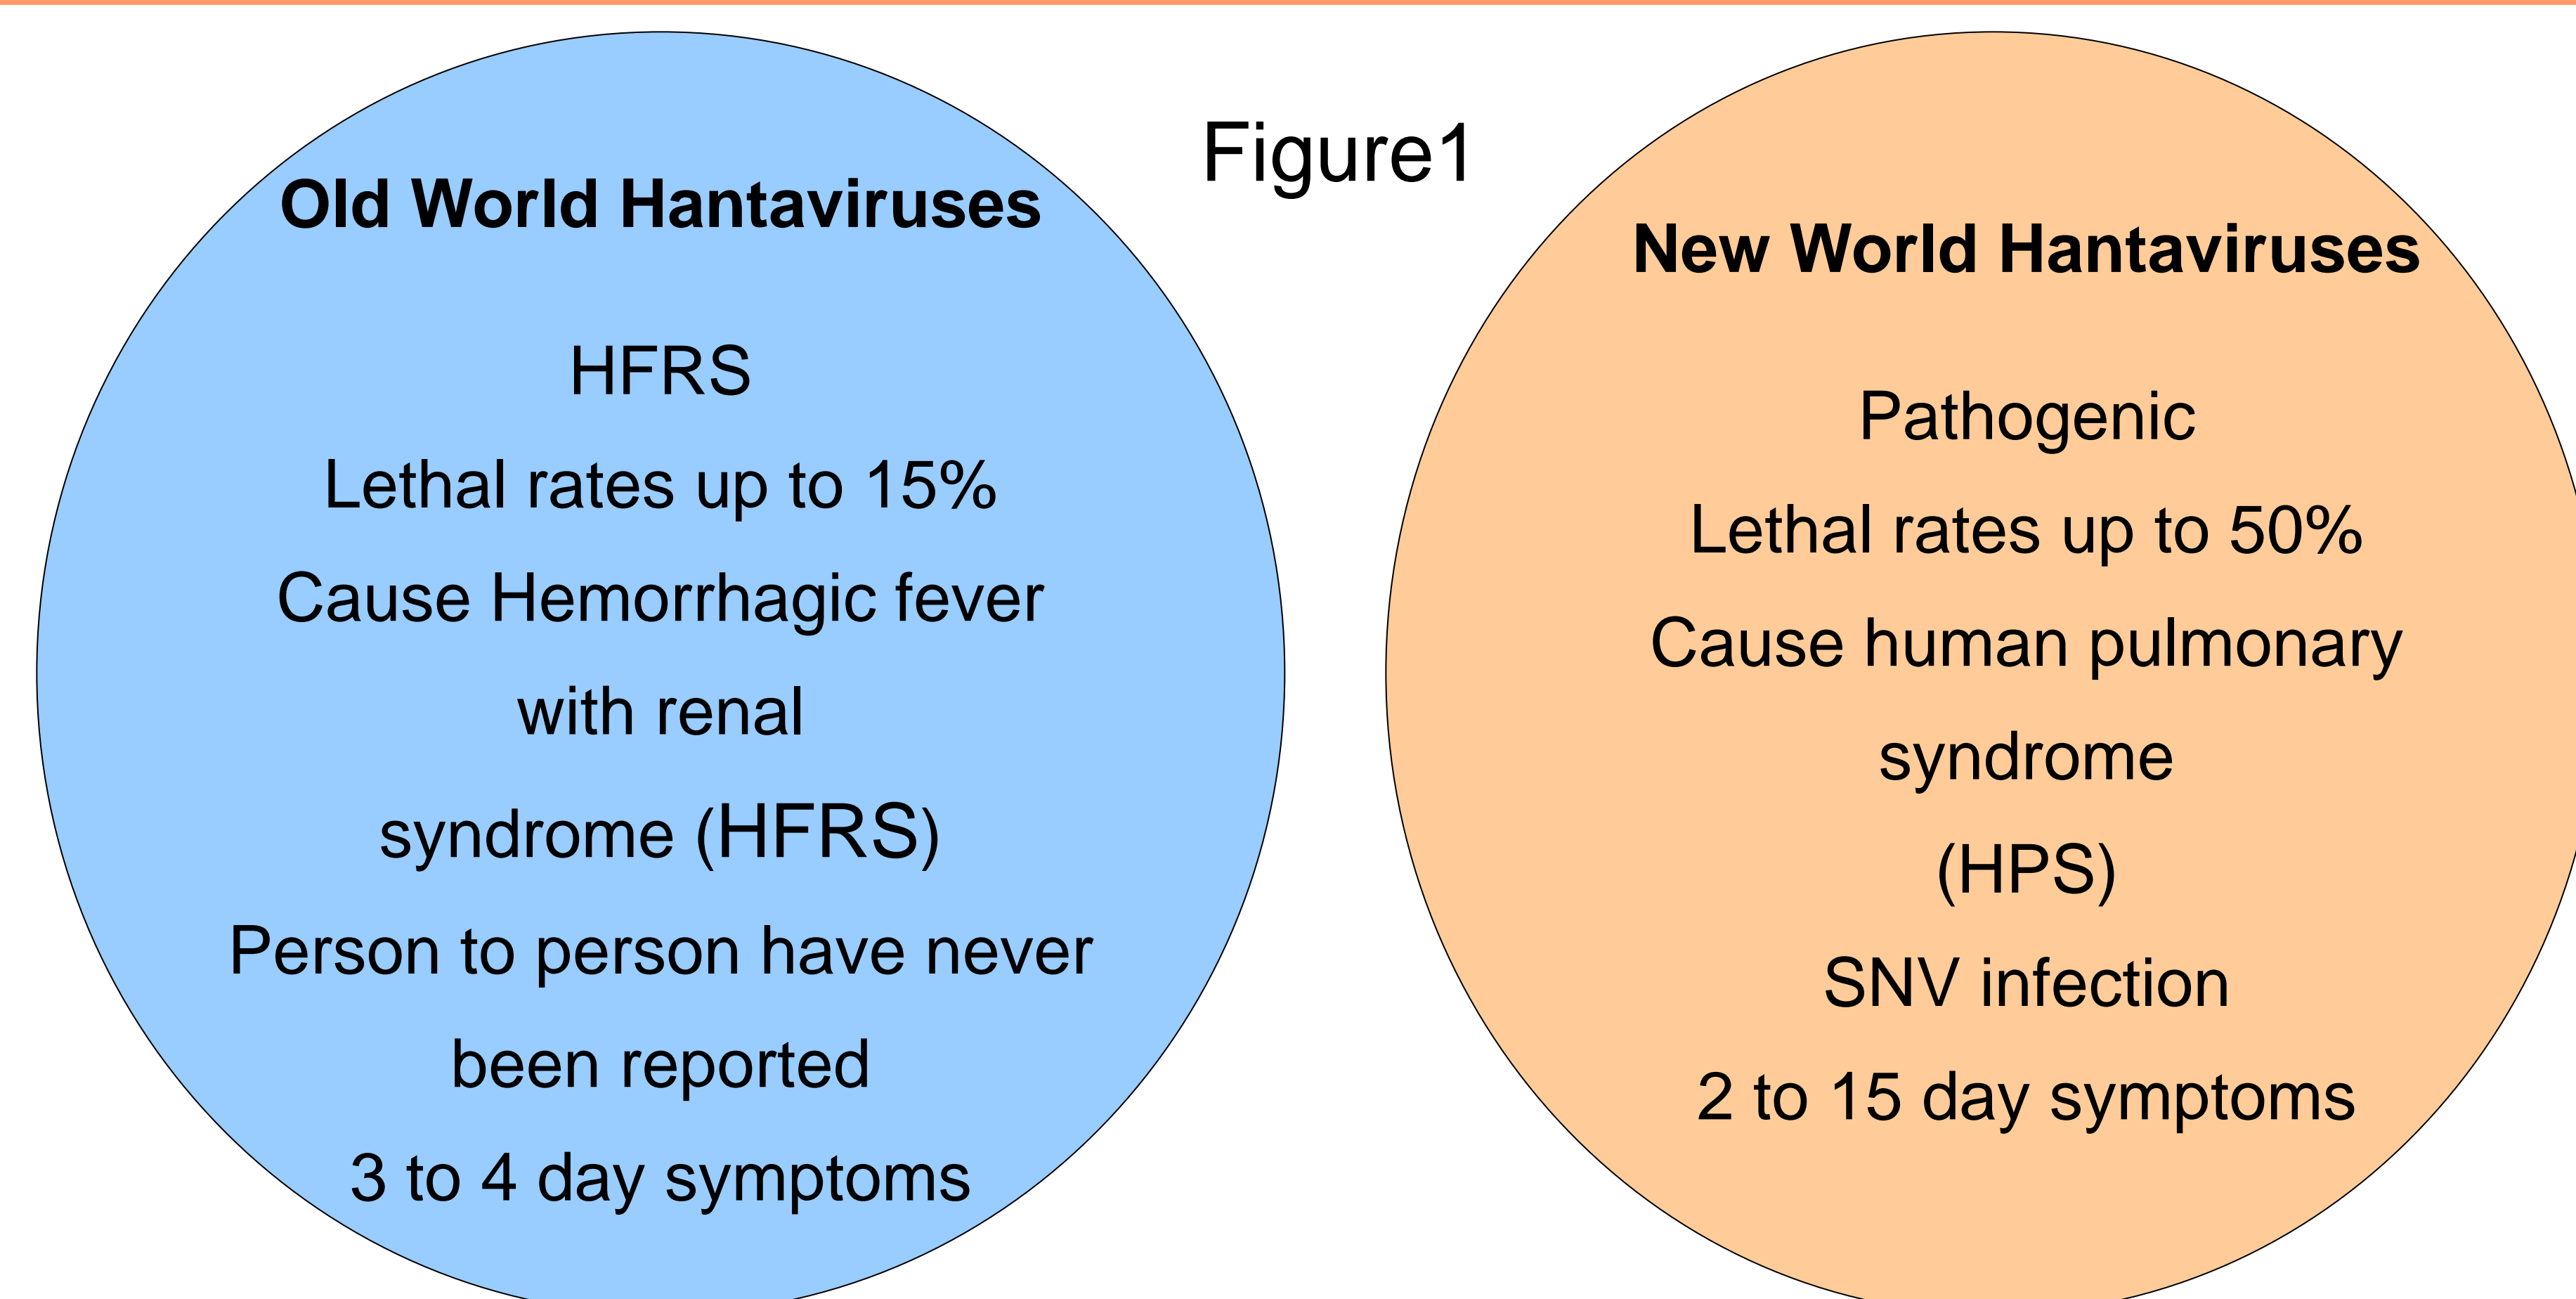 Figure1
Old World Hantaviruses
HFRS
Lethal rates up to 15%
Cause Hemorrhagic fever
with renal
syndrome (HFRS)
Person to person have never
been reported
3 to 4 day symptoms
New World Hantaviruses
Pathogenic
Lethal rates up to 50%
Cause human pulmonary
syndrome
(HPS)
SNV infection
2 to 15 day symptoms